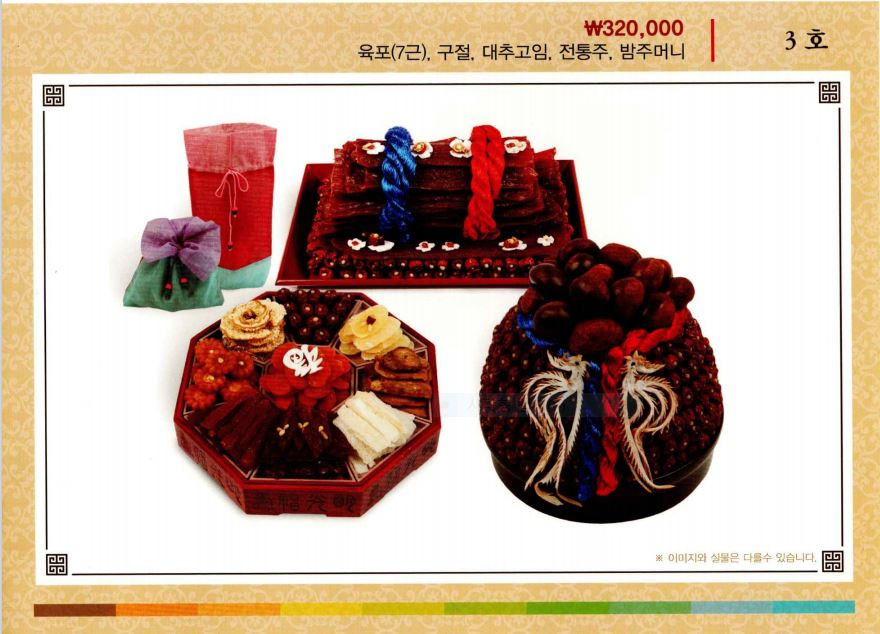 ₩320,000
육포(7근), 구절, 대추고임, 전통주, 밤주머니
3 호
※ 이미지와 실물은 다를수 있습니다.